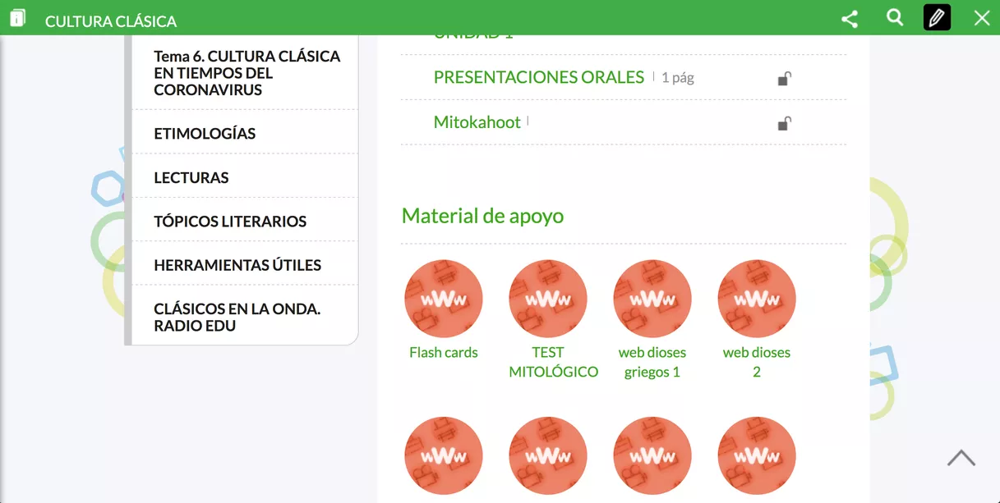 CULTURA CLÁSICA
Tema 6. CULTURA CLÁSICA
EN TIEMPOS DEL
CORONAVIRUS
ETIMOLOGÍAS
LECTURAS
TÓPICOS LITERARIOS
HERRAMIENTAS ÚTILES
CLÁSICOS EN LA ONDA.
RADIO EDU
UNIDAD 1
PRESENTACIONES ORALES | 1 pág
Mitokahoot |
Material de apoyo
wWw wWw wWw wWw
Flash cards
TEST
MITOLÓGICO
web dioses
griegos 1
web dioses
2
wWw wWw wWw wWw